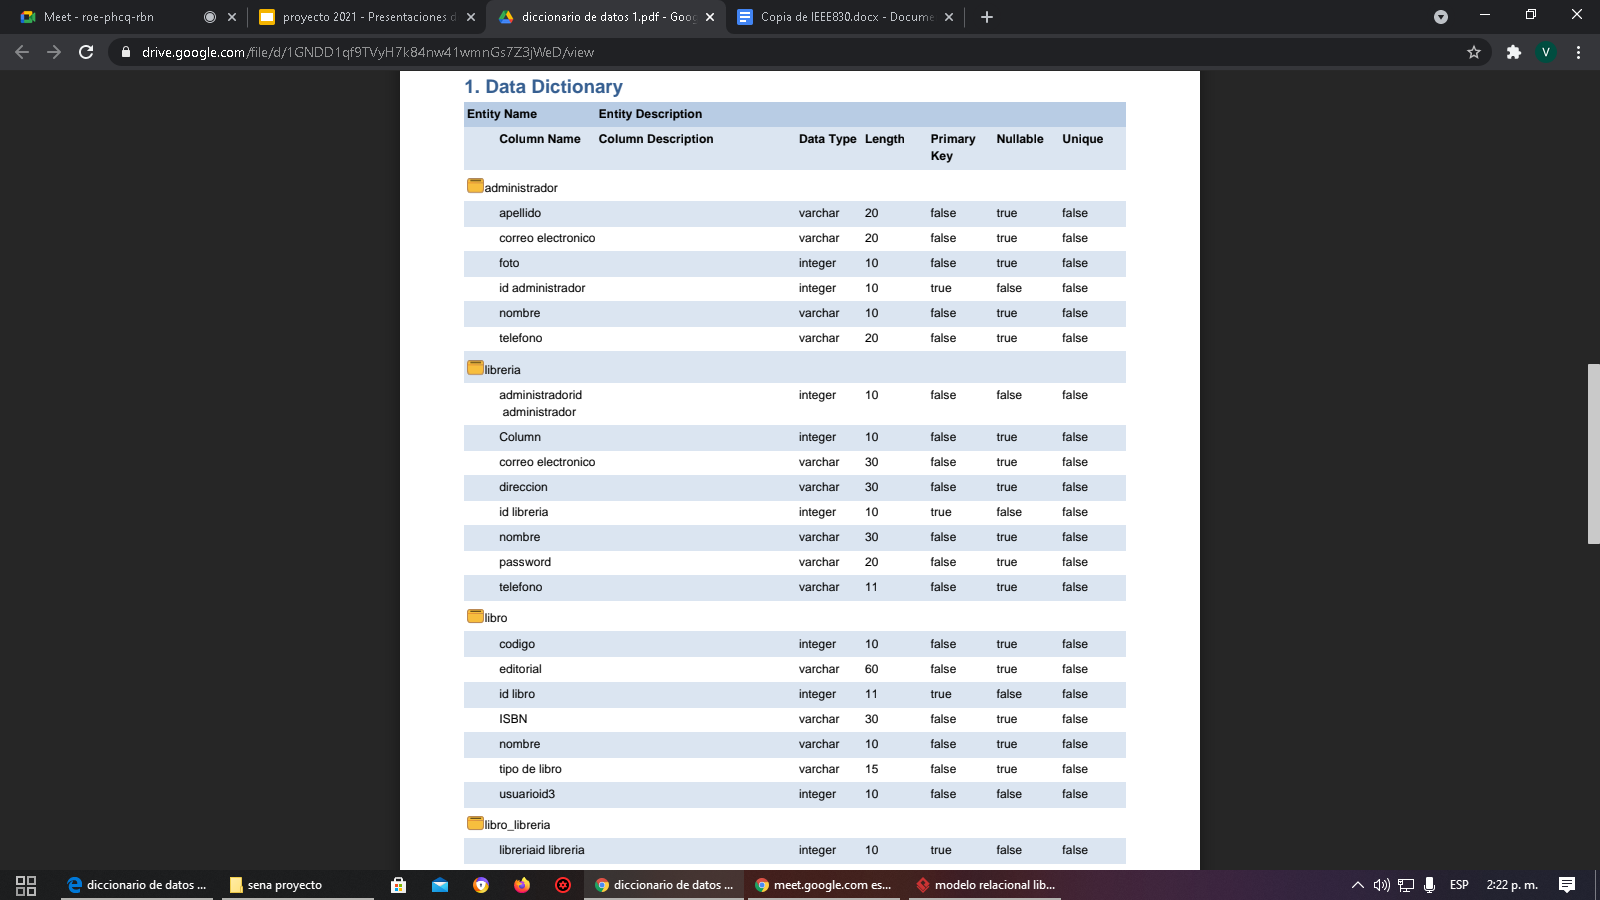 Meet - roe-phcq-rbn
proyecto 2021 - Presentaciones d
diccionario de datos 1.pdf - Goog
Copia de IEEE830.docx - Docume
drive.google.com/file/d/1GNDD1qf9TVyH7k84nw41wmnGs7Z3jWeD/view
V
1. Data Dictionary
Entity Name Entity Description
Column Name Column Description Data Type Length Primary Key Nullable Unique
administrador
apellido varchar 20 false true false
correo electronico varchar 20 false true false
foto integer 10 false true false
id administrador integer 10 true false false
nombre varchar 10 false true false
telefono varchar 20 false true false
libreria
administradorid integer 10 false false false
administrador
Column integer 10 false true false
correo electronico varchar 30 false true false
direccion varchar 30 false true false
id libreria integer 10 true false false
nombre varchar 30 false true false
password varchar 20 false true false
telefono varchar 11 false true false
libro
codigo integer 10 false true false
editorial varchar 60 false true false
id libro integer 11 true false false
ISBN varchar 30 false true false
nombre varchar 10 false true false
tipo de libro varchar 15 false true false
usuarioid3 integer 10 false false false
libro_libreria
libreriaid libreria integer 10 true false false
diccionario de datos ...
sena proyecto
diccionario de datos ...
meet.google.com es...
modelo relacional lib...
ESP
2:22 p. m.